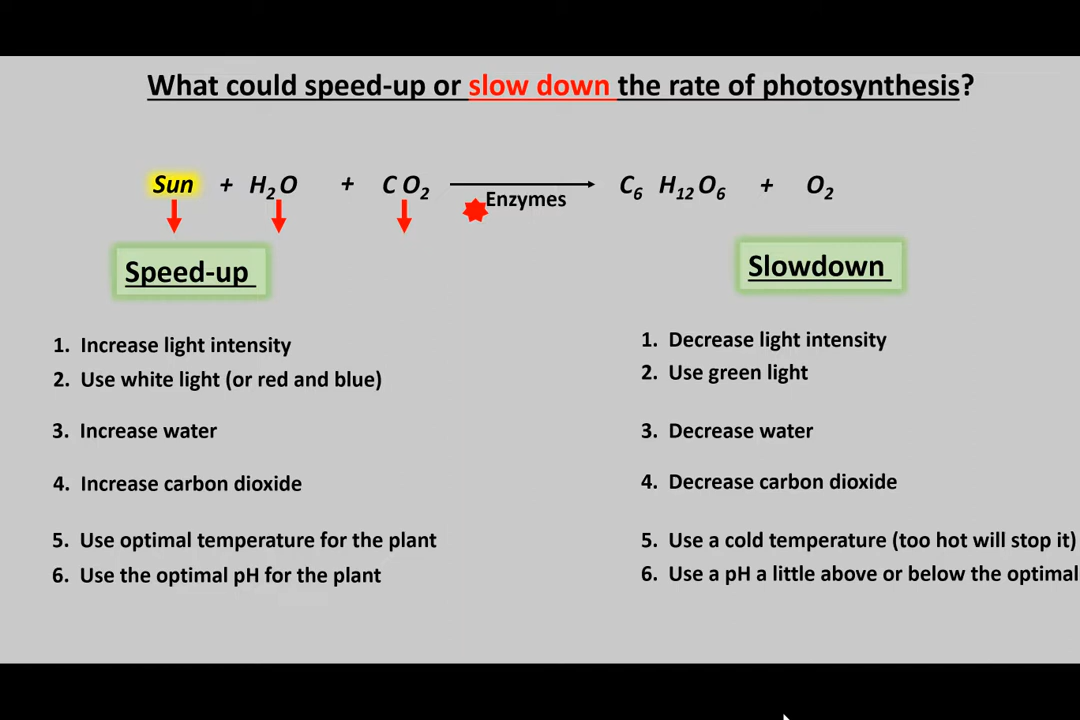 What could speed-up or slow down the rate of photosynthesis?
Sun + H2O + C O2 Enzymes C6 H12 O6 + O2
Speed-up
1. Increase light intensity
2. Use white light (or red and blue)
3. Increase water
4. Increase carbon dioxide
5. Use optimal temperature for the plant
6. Use the optimal pH for the plant
Slowdown
1. Decrease light intensity
2. Use green light
3. Decrease water
4. Decrease carbon dioxide
5. Use a cold temperature (too hot will stop it)
6. Use a pH a little above or below the optimal